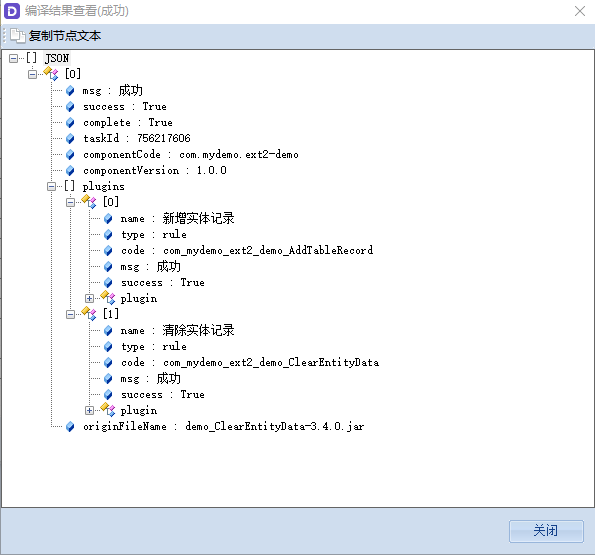 D 编译结果查看(成功)
复制节点文本
[] JSON
[0]
msg : 成功
success : True
complete : True
taskId : 756217606
componentCode : com.mydemo.ext2-demo
componentVersion : 1.0.0
[] plugins
[0]
name : 新增实体记录
type : rule
code : com_mydemo_ext2_demo_AddTableRecord
msg : 成功
success : True
plugin
[1]
name : 清除实体记录
type : rule
code : com_mydemo_ext2_demo_ClearEntityData
msg : 成功
success : True
plugin
originFileName : demo_ClearEntityData-3.4.0.jar
关闭